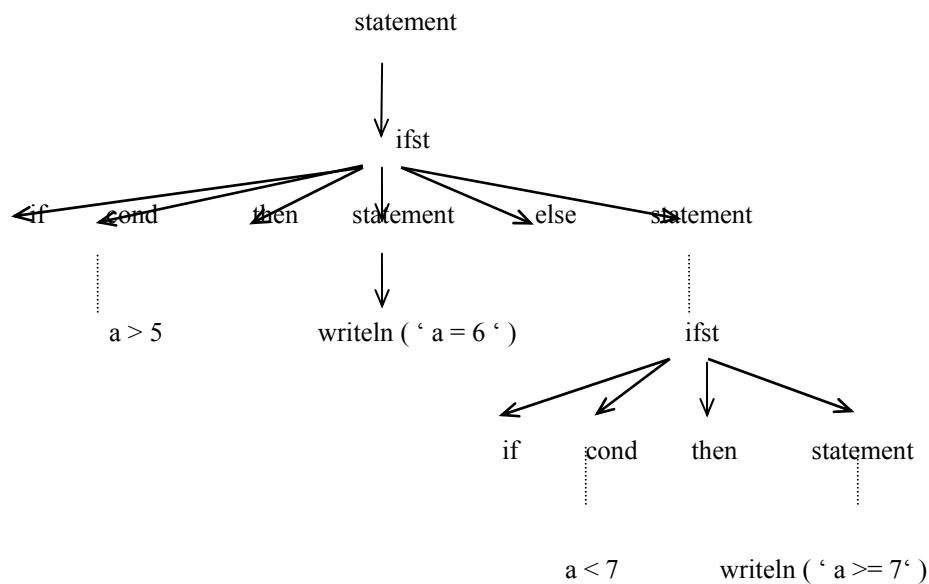 statement
ifst
if cond then statement else statement
a > 5 writeln ( ‘ a = 6 ‘ ) ifst
if cond then statement
a < 7 writeln ( ‘ a >= 7‘ )